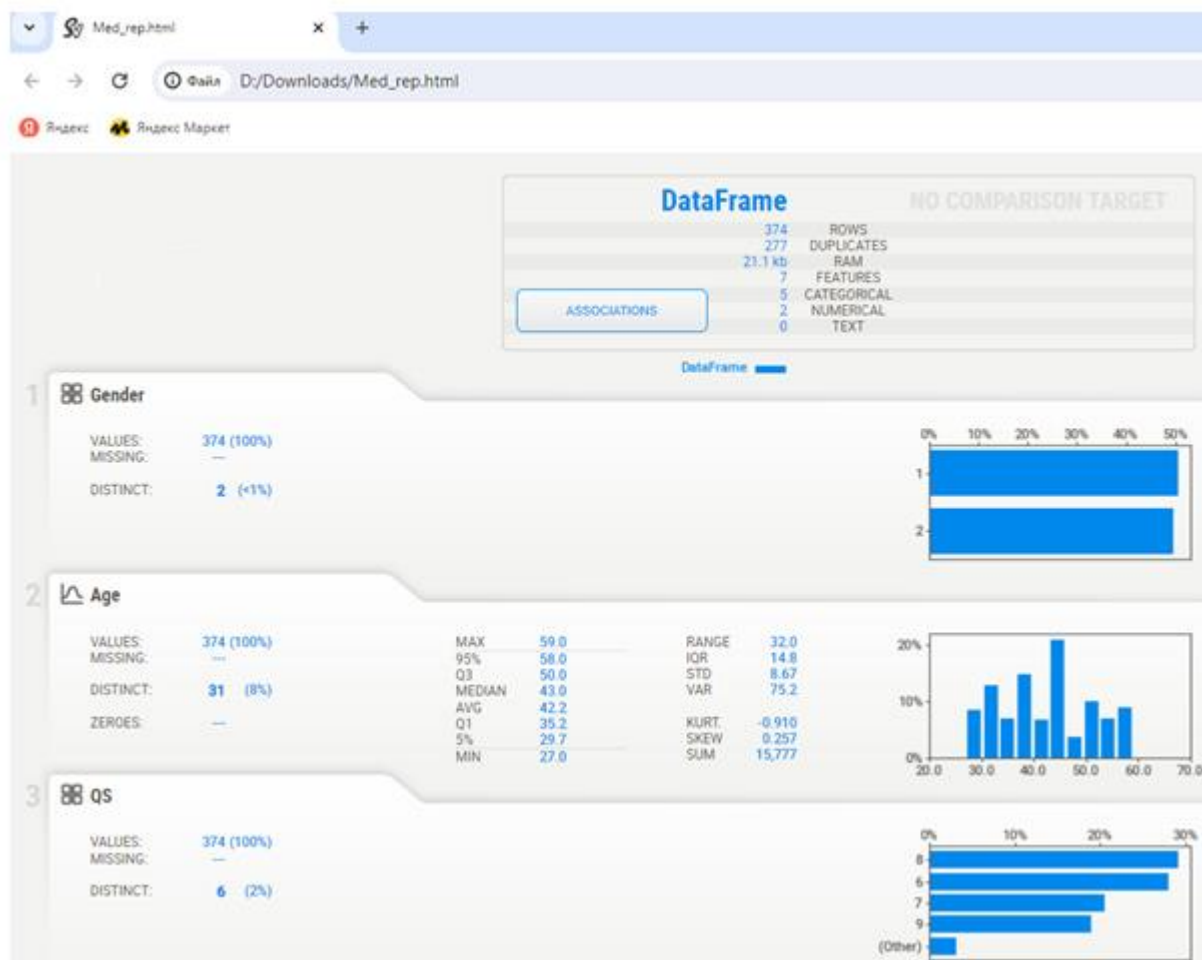 Med_rep.html
Файл D:/Downloads/Med_rep.html
Яндекс Яндекс Маркет
DataFrame NO COMPARISON TARGET
374 ROWS
277 DUPLICATES
21.1 kb RAM
7 FEATURES
5 CATEGORICAL
2 NUMERICAL
0 TEXT
ASSOCIATIONS
DataFrame
1 Gender
VALUES: 374 (100%)
MISSING: ---
DISTINCT: 2 (<1%)
0% 10% 20% 30% 40% 50%
1
2
2 Age
VALUES: 374 (100%)
MISSING: ---
DISTINCT: 31 (8%)
ZEROES: ---
MAX 59.0
95% 58.0
Q3 50.0
MEDIAN 43.0
AVG 42.2
Q1 35.2
5% 29.7
MIN 27.0
RANGE 32.0
IQR 14.8
STD 8.67
VAR 75.2
KURT. -0.910
SKEW 0.257
SUM 15,777
20%
10%
0%
20.0 30.0 40.0 50.0 60.0 70.0
3 QS
VALUES: 374 (100%)
MISSING: ---
DISTINCT: 6 (2%)
0% 10% 20% 30%
8
6
7
9
(Other)